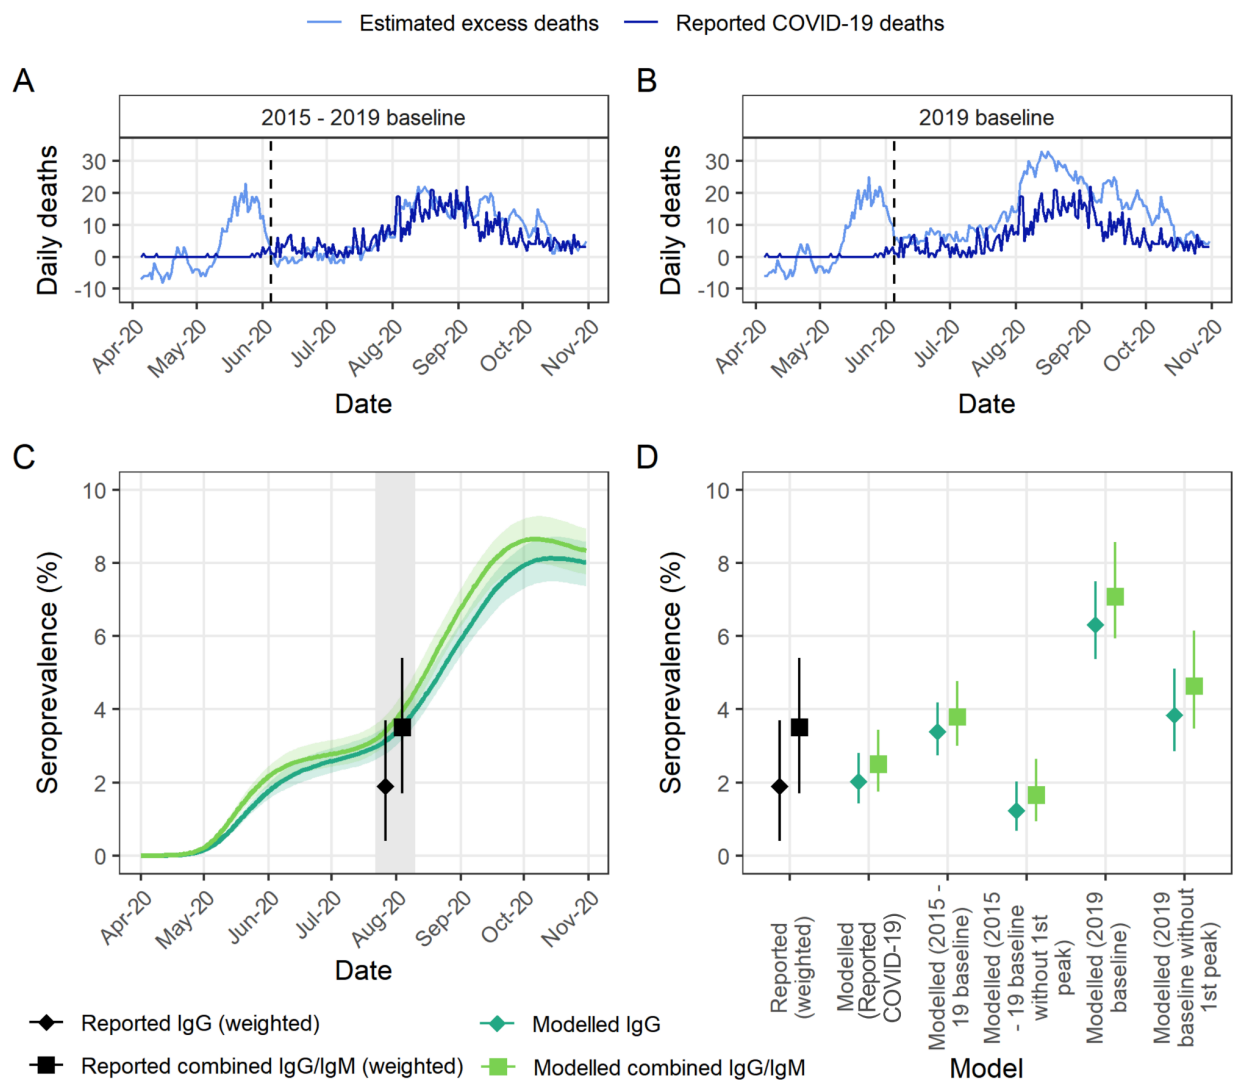 Estimated excess deaths Reported COVID-19 deaths
A
2015 - 2019 baseline
Daily deaths
30
20
10
0
-10
Apr-20 May-20 Jun-20 Jul-20 Aug-20 Sep-20 Oct-20 Nov-20
Date
B
2019 baseline
Daily deaths
30
20
10
0
-10
Apr-20 May-20 Jun-20 Jul-20 Aug-20 Sep-20 Oct-20 Nov-20
Date
C
Seroprevalence (%)
10
8
6
4
2
0
Apr-20 May-20 Jun-20 Jul-20 Aug-20 Sep-20 Oct-20 Nov-20
Date
D
Seroprevalence (%)
10
8
6
4
2
0
Reported
(weighted)
Modelled
(Reported
COVID-19)
Modelled (2015 -
19 baseline)
Modelled (2015
- 19 baseline
without 1st
peak)
Modelled (2019
baseline)
Modelled (2019
baseline without
1st peak)
Model
Reported IgG (weighted)
Modelled IgG
Reported combined IgG/IgM (weighted)
Modelled combined IgG/IgM